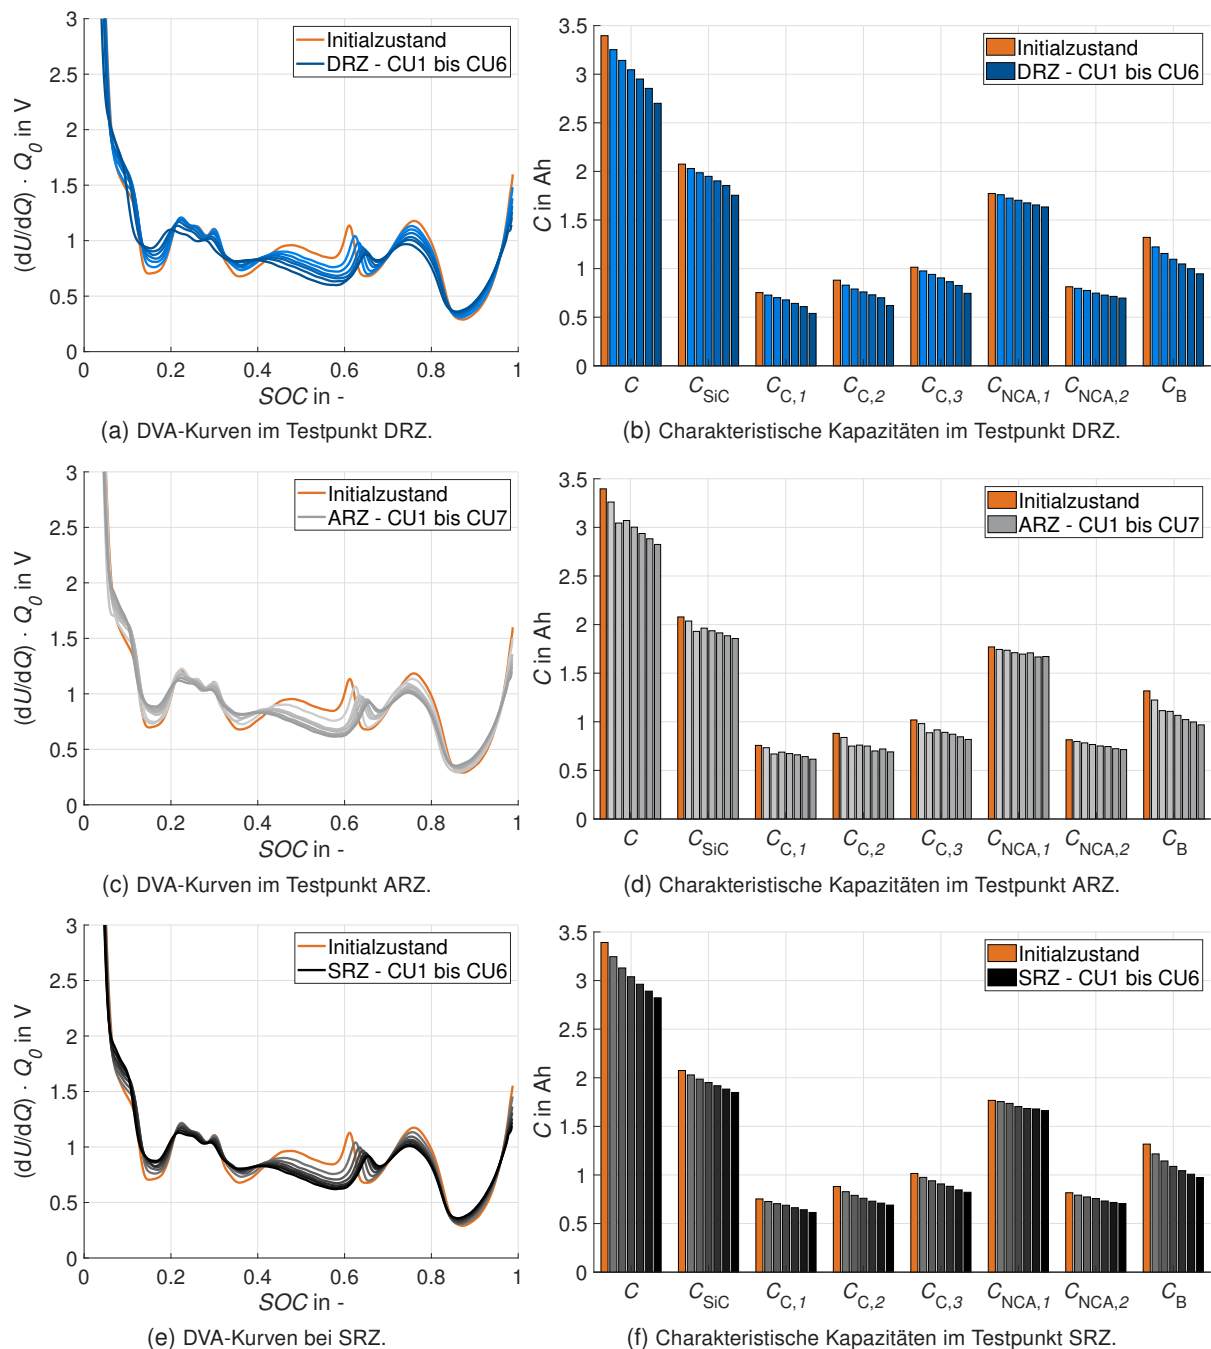 3
2.5
2
1.5
1
0.5
0
(dU/dQ) · Q0 in V
Initialzustand
DRZ - CU1 bis CU6
0 0.2 0.4 0.6 0.8 1
SOC in -
(a) DVA-Kurven im Testpunkt DRZ.
3.5
3
2.5
2
1.5
1
0.5
0
C in Ah
Initialzustand
DRZ - CU1 bis CU6
C CSiC CC,1 CC,2 CC,3 CNCA,1 CNCA,2 CB
(b) Charakteristische Kapazitäten im Testpunkt DRZ.
3
2.5
2
1.5
1
0.5
0
(dU/dQ) · Q0 in V
Initialzustand
ARZ - CU1 bis CU7
0 0.2 0.4 0.6 0.8 1
SOC in -
(c) DVA-Kurven im Testpunkt ARZ.
3.5
3
2.5
2
1.5
1
0.5
0
C in Ah
Initialzustand
ARZ - CU1 bis CU7
C CSiC CC,1 CC,2 CC,3 CNCA,1 CNCA,2 CB
(d) Charakteristische Kapazitäten im Testpunkt ARZ.
3
2.5
2
1.5
1
0.5
0
(dU/dQ) · Q0 in V
Initialzustand
SRZ - CU1 bis CU6
0 0.2 0.4 0.6 0.8 1
SOC in -
(e) DVA-Kurven bei SRZ.
3.5
3
2.5
2
1.5
1
0.5
0
C in Ah
Initialzustand
SRZ - CU1 bis CU6
C CSiC CC,1 CC,2 CC,3 CNCA,1 CNCA,2 CB
(f) Charakteristische Kapazitäten im Testpunkt SRZ.